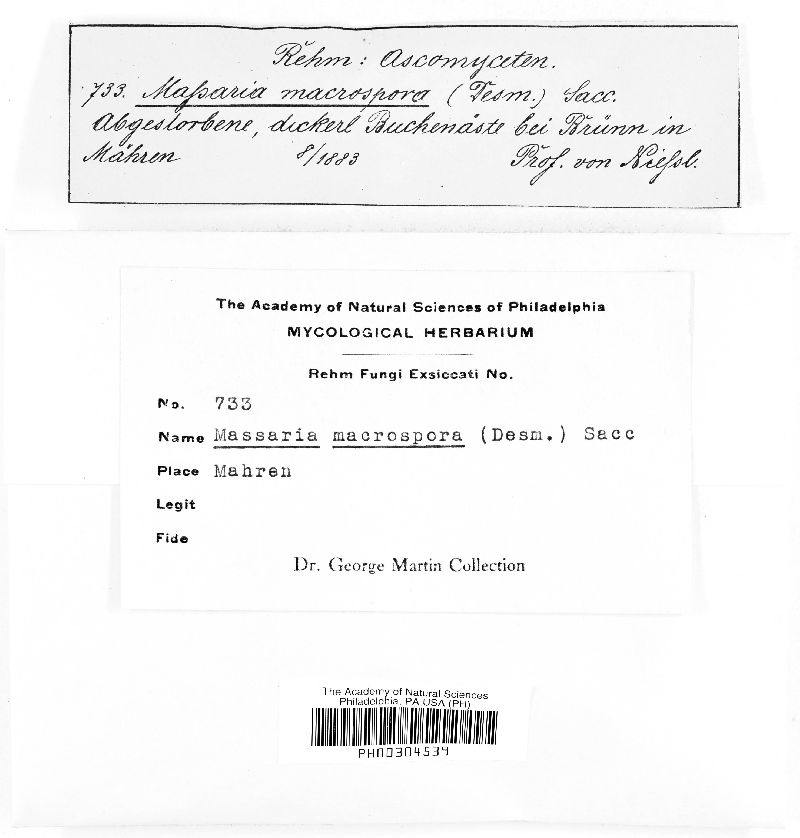 Rehm: Ascomyceten.
733. Maſsaria macrospora (Desm.) Sacc.
Abgestorbene, dickerl Buchenäste bei Brünn in
Mähren 8/1883 Prof. von Nieſsl.
The Academy of Natural Sciences of Philadelphia
MYCOLOGICAL HERBARIUM
Rehm Fungi Exsiccati No.
No. 733
Name Massaria macrospora (Desm.) Sacc
Place Mahren
Legit
Fide
Dr. George Martin Collection
The Academy of Natural Sciences
Philadelphia, PA USA (PH)
PH00304534